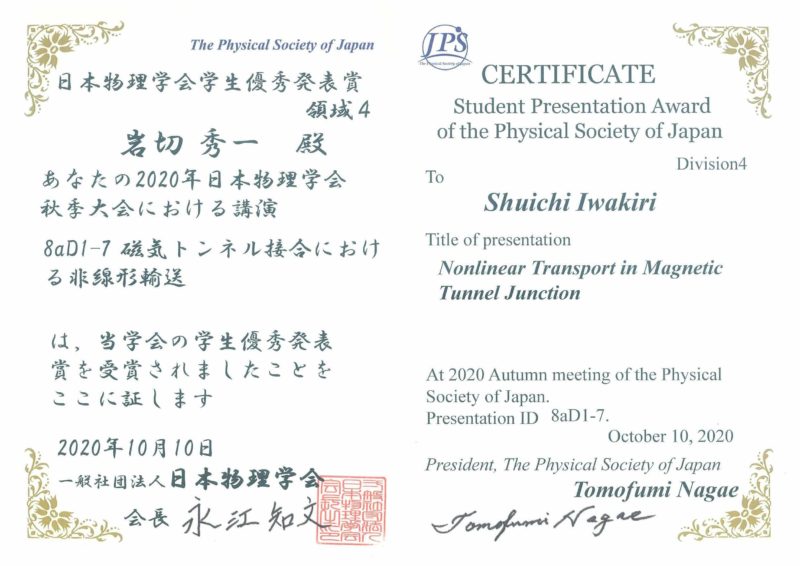 The Physical Society of Japan
日本物理学会学生優秀発表賞
領域4
岩切 秀一 殿
あなたの2020年日本物理学会
秋季大会における講演
8aD1-7 磁気トンネル接合におけ
る非線形輸送
は、当学会の学生優秀発表
賞を受賞されましたことを
ここに証します
2020年10月10日
一般社団法人日本物理学会
会長 永江知文
JPS
The Physical Society of Japan
CERTIFICATE
Student Presentation Award
of the Physical Society of Japan
Division4
To
Shuichi Iwakiri
Title of presentation
Nonlinear Transport in Magnetic
Tunnel Junction
At 2020 Autumn meeting of the Physical
Society of Japan.
Presentation ID 8aD1-7.
October 10, 2020
President, The Physical Society of Japan
Tomofumi Nagae
Tomofumi Nagae